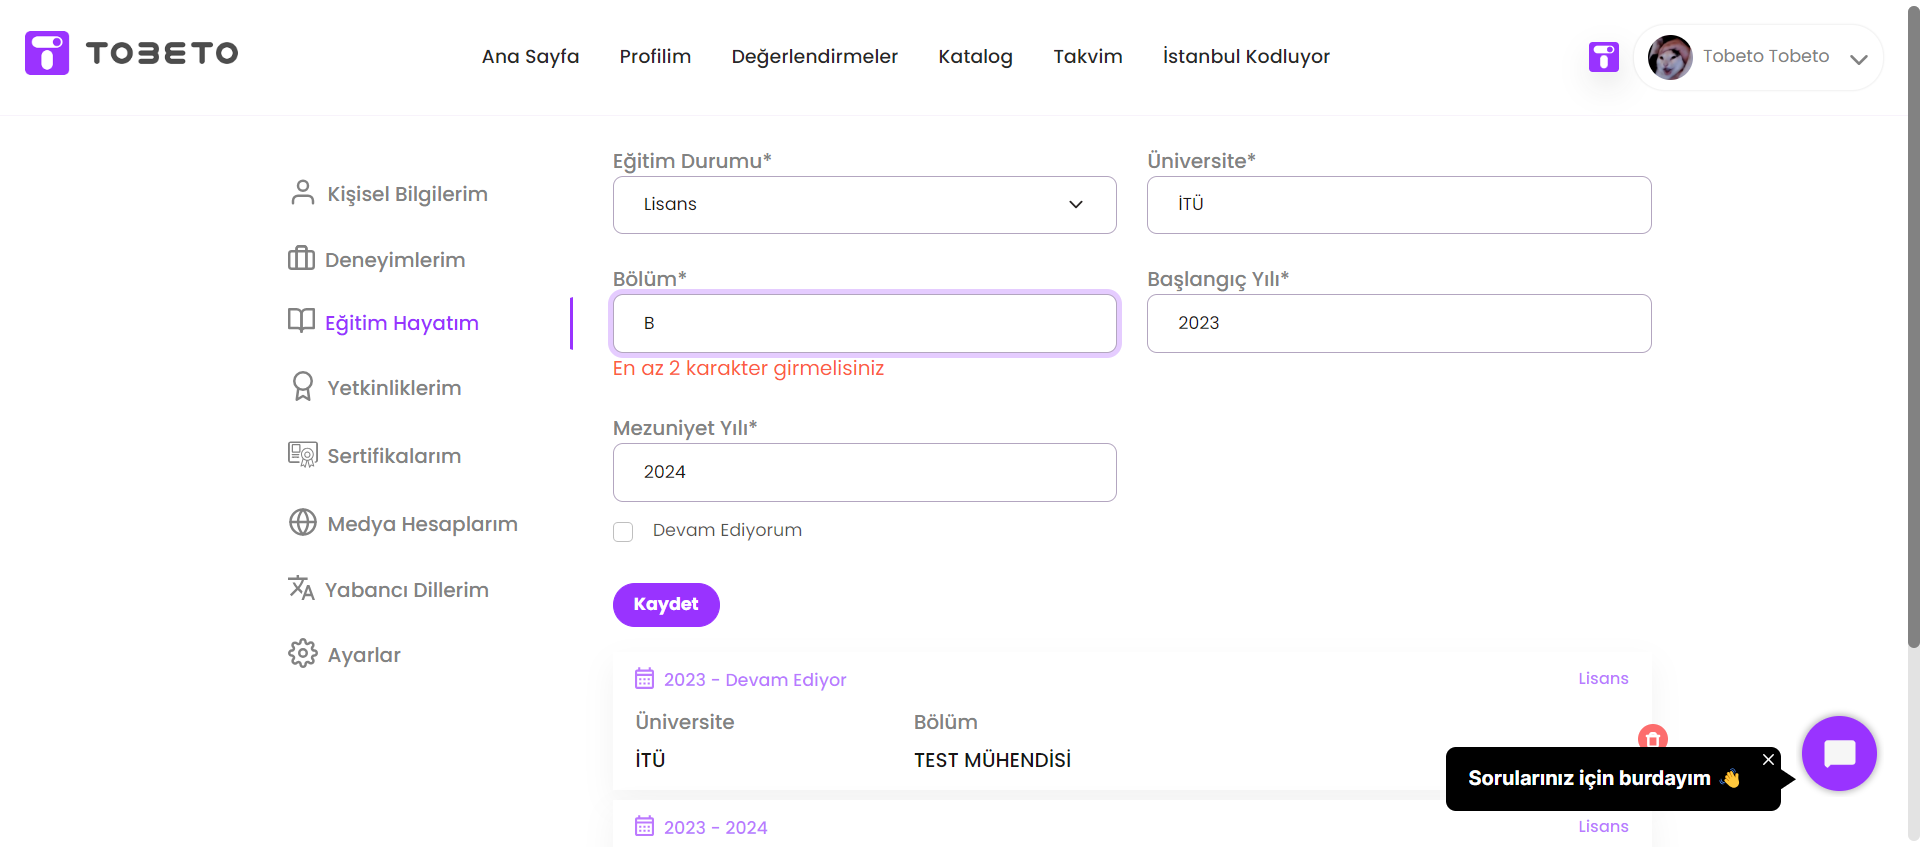 TOBETO
Ana Sayfa
Profilim
Değerlendirmeler
Katalog
Takvim
İstanbul Kodluyor
Tobeto Tobeto
Kişisel Bilgilerim
Deneyimlerim
Eğitim Hayatım
Yetkinliklerim
Sertifikalarım
Medya Hesaplarım
Yabancı Dillerim
Ayarlar
Eğitim Durumu*
Lisans
Üniversite*
İTÜ
Bölüm*
B
En az 2 karakter girmelisiniz
Başlangıç Yılı*
2023
Mezuniyet Yılı*
2024
Devam Ediyorum
Kaydet
2023 - Devam Ediyor
Lisans
Üniversite
Bölüm
İTÜ
TEST MÜHENDİSİ
Sorularınız için burdayım 👋
2023 - 2024
Lisans